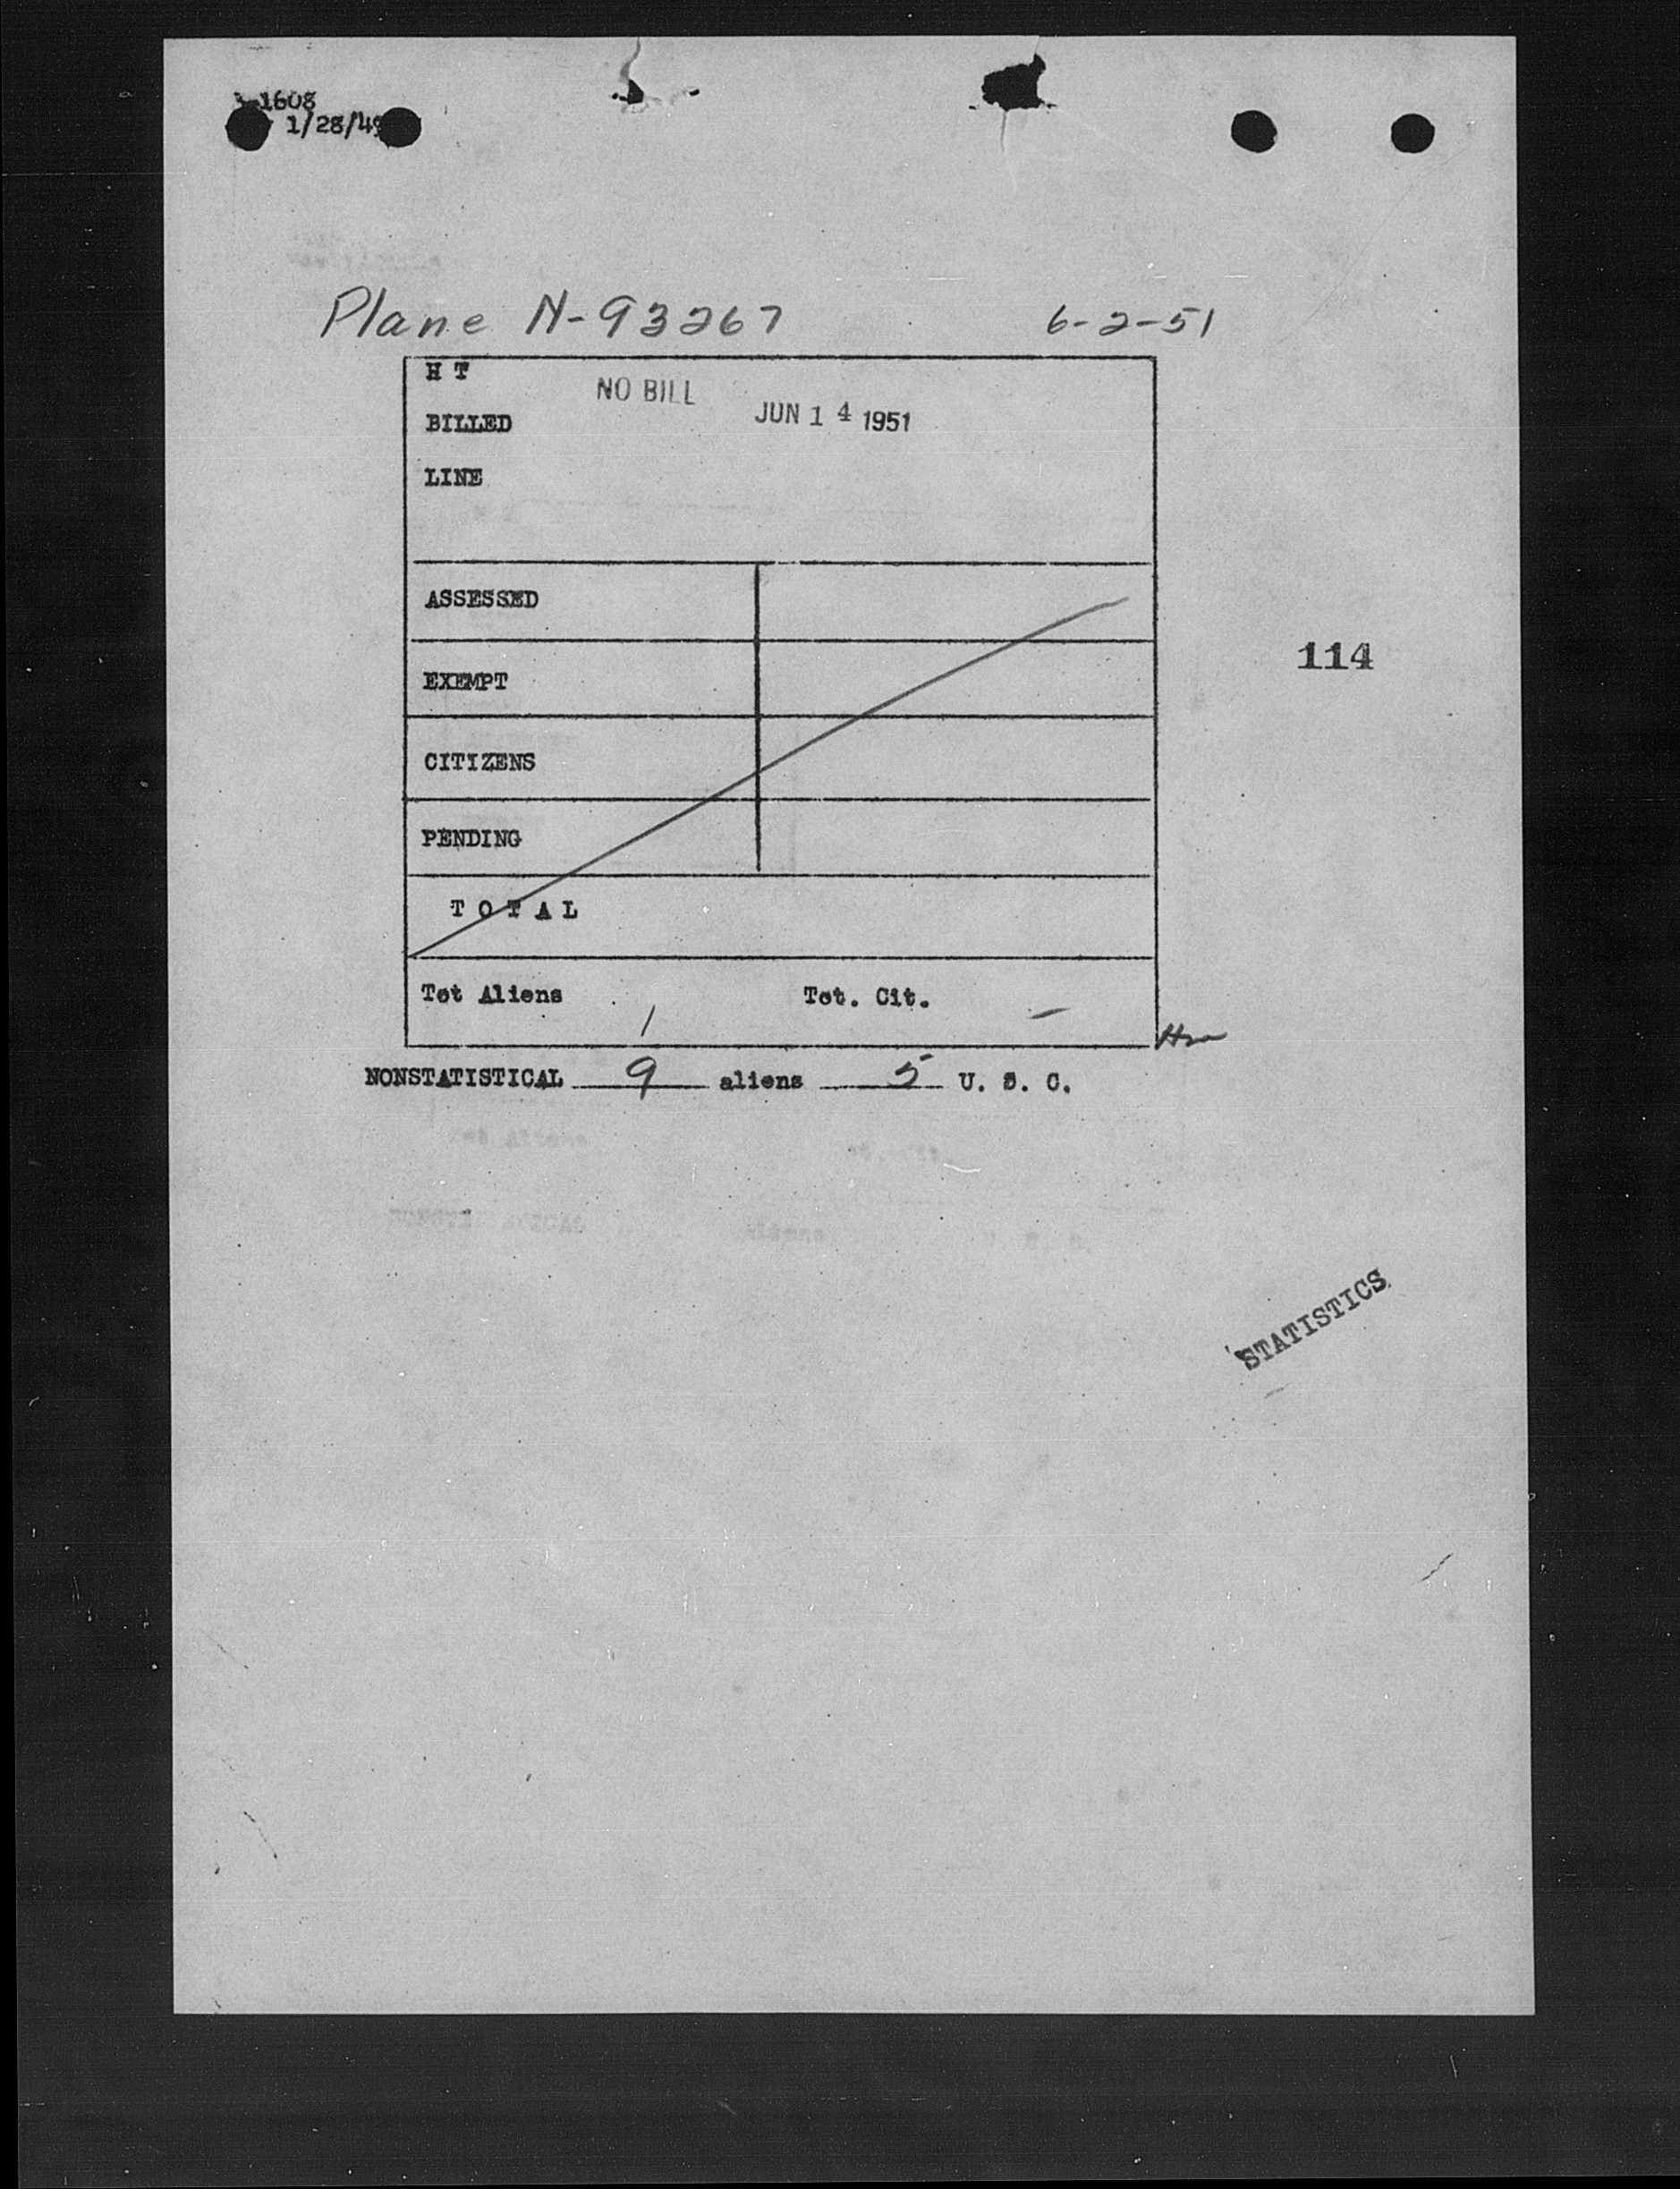 1608
1/28/49
Plane N-93267 6-2-51
H T
NO BILL
BILLED JUN 14 1951
LINE
ASSESSED
114
EXEMPT
CITIZENS
PENDING
T O T A L
Tot Aliens 1 Tot. Cit. -
NONSTATISTICAL 9 aliens 5 U. S. C.
STATISTICS